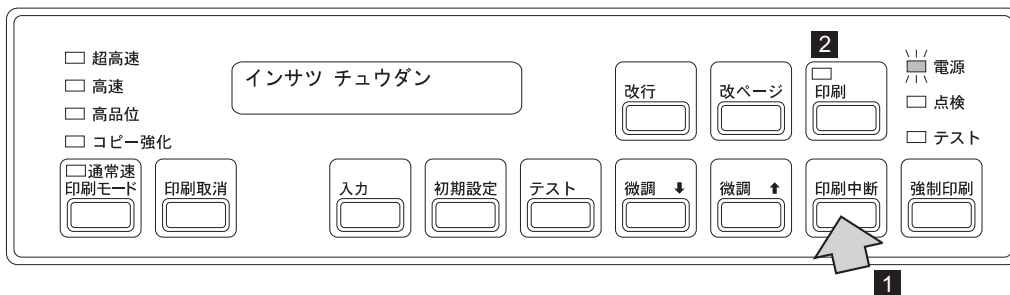 超高速
高速
高品位
コピー強化
通常速
印刷モード
印刷取消
インサツ チュウダン
入力
初期設定
テスト
改行
改ページ
2
印刷
微調 ⬇
微調 ⬆
印刷中断
強制印刷
電源
点検
テスト
1